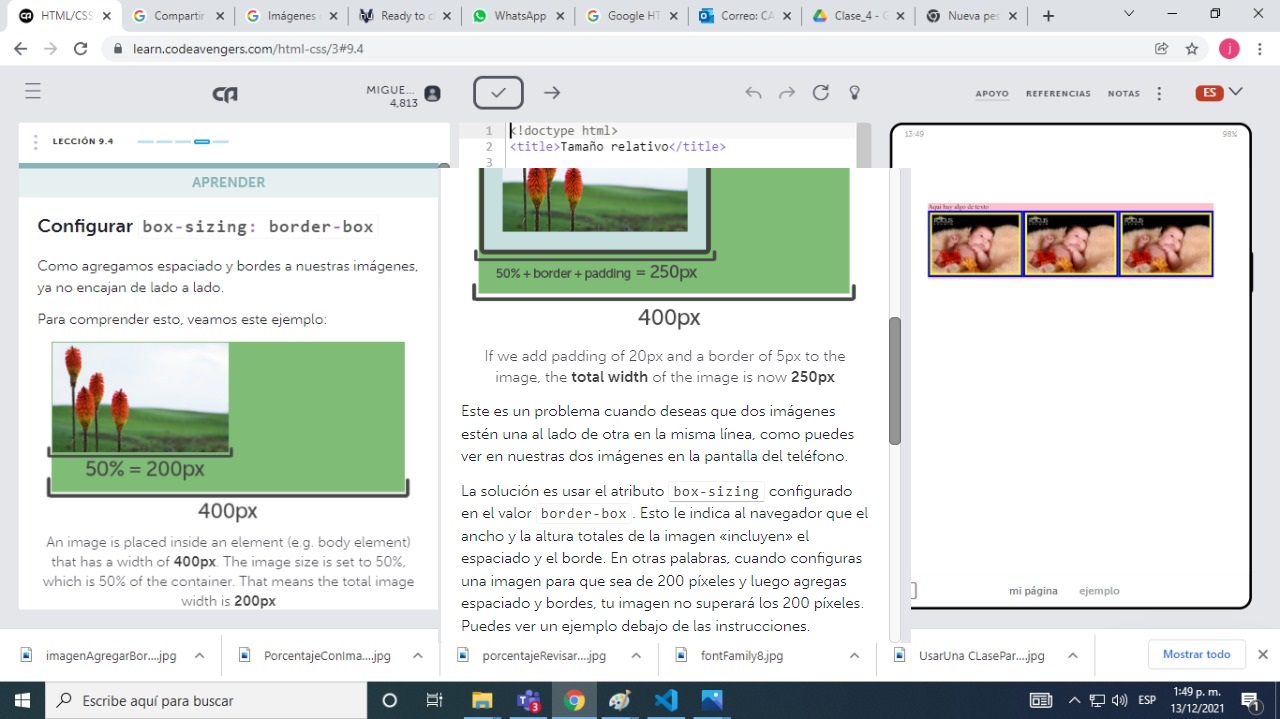 HTML/CSS
Compartir
Imágenes
Ready to c
WhatsApp
Google HT
Correo: CA
Clase_4 - G
Nueva pes
learn.codeavengers.com/html-css/3#9.4
j
MIGUE...
4,813
APOYO
REFERENCIAS
NOTAS
ES
LECCIÓN 9.4
1 <!doctype html>
2 <title>Tamaño relativo</title>
3
13:49
98%
APRENDER
Configurar box-sizing: border-box
Como agregamos espaciado y bordes a nuestras imágenes,
ya no encajan de lado a lado.
Para comprender esto, veamos este ejemplo:
50% = 200px
400px
An image is placed inside an element (e.g. body element)
that has a width of 400px. The image size is set to 50%,
which is 50% of the container. That means the total image
width is 200px
50% + border + padding = 250px
400px
If we add padding of 20px and a border of 5px to the
image, the total width of the image is now 250px
Este es un problema cuando deseas que dos imágenes
estén una al lado de otra en la misma línea, como puedes
ver en nuestras dos imágenes en la pantalla del teléfono.
La solución es usar el atributo box-sizing configurado
en el valor border-box. Esto le indica al navegador que el
ancho y la altura totales de la imagen «incluyen» el
espaciado y el borde. En otras palabras, cuando configuras
una imagen para que sea de 200 píxeles y luego agregas
espaciado y bordes, tu imagen no superará los 200 píxeles.
Puedes ver un ejemplo debajo de las instrucciones.
Aqui hay algo de texto
FOCUS
FOCUS
FOCUS
mi página
ejemplo
imagenAgregarBor....jpg
PorcentajeConIma....jpg
porcentajeRevisar....jpg
fontFamily8.jpg
UsarUna CLasePar....jpg
Mostrar todo
Escribe aquí para buscar
3
ESP
1:49 p. m.
13/12/2021
1